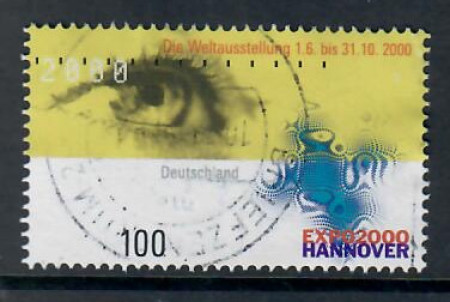 Die Weltausstellung 1.6. bis 31.10. 2000
2000
Deutschland
100
EXPO2000
HANNOVER